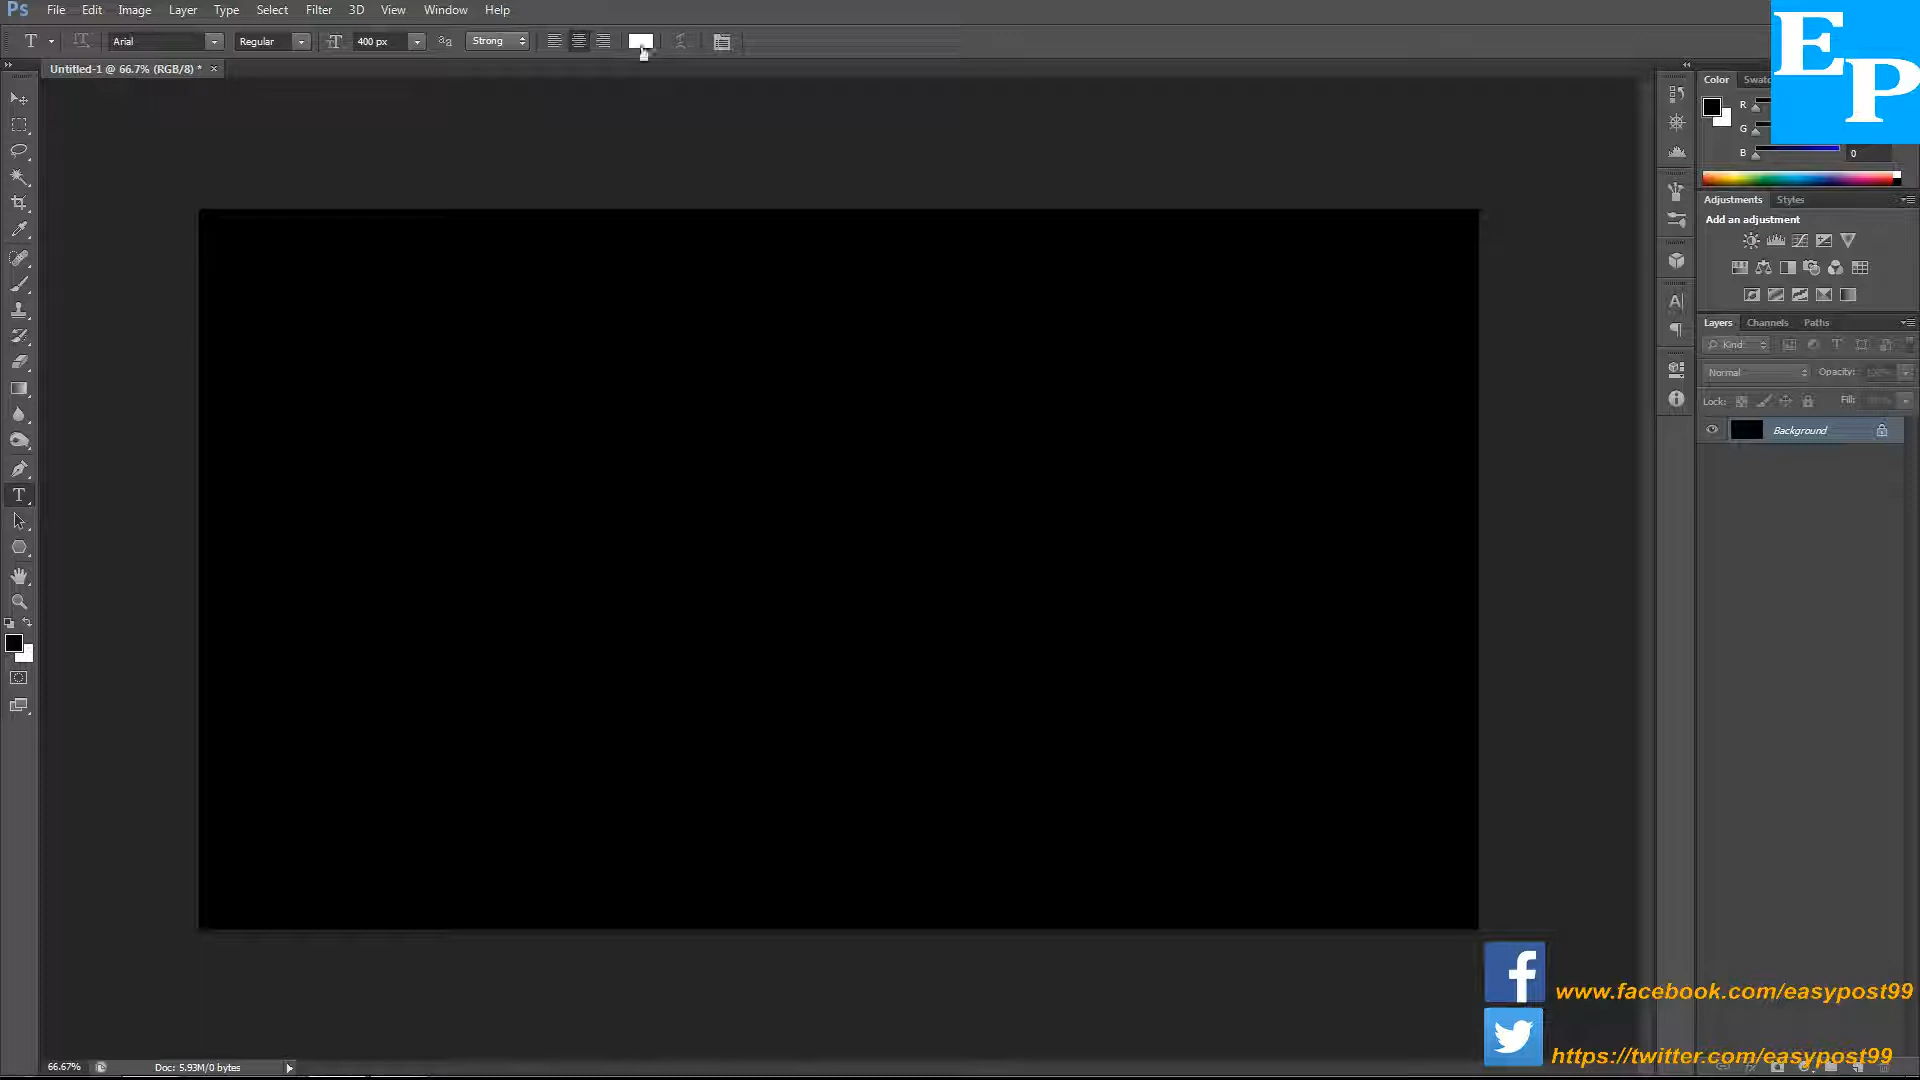 Ps File Edit Image Layer Type Select Filter 3D View Window Help
T Arial Regular 400 px aa Strong
Untitled-1 @ 66.7% (RGB/8) * ×
EP
Color
R
G
B 0
Adjustments Styles
Add an adjustment
Layers Channels Paths
Kind
Normal Opacity: 100%
Lock: Fill:
Background
www.facebook.com/easypost99
https://twitter.com/easypost99
66.67% Doc: 5.93M/0 bytes